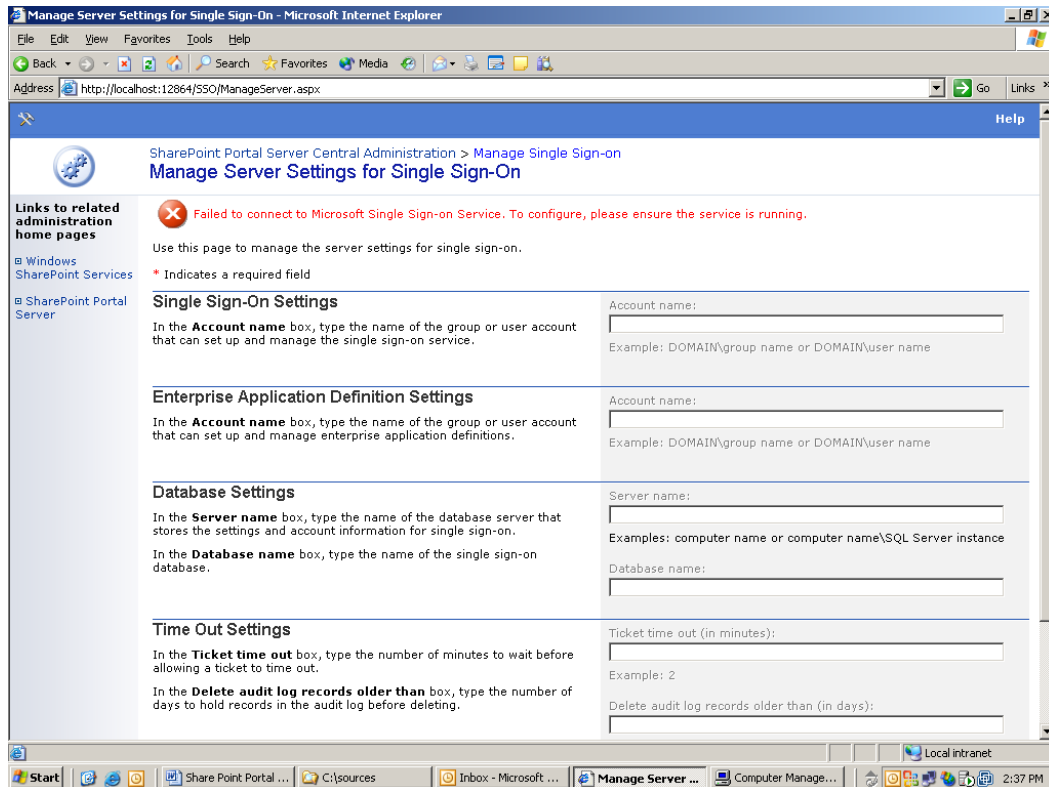 Manage Server Settings for Single Sign-On - Microsoft Internet Explorer
File Edit View Favorites Tools Help
Back Search Favorites Media
Address http://localhost:12864/SSO/ManageServer.aspx Go Links »
Help
SharePoint Portal Server Central Administration > Manage Single Sign-on
Manage Server Settings for Single Sign-On
Links to related
administration
home pages
Windows
SharePoint Services
SharePoint Portal
Server
Failed to connect to Microsoft Single Sign-on Service. To configure, please ensure the service is running.
Use this page to manage the server settings for single sign-on.
* Indicates a required field
Single Sign-On Settings
In the Account name box, type the name of the group or user account
that can set up and manage the single sign-on service.
Account name:
Example: DOMAIN\group name or DOMAIN\user name
Enterprise Application Definition Settings
In the Account name box, type the name of the group or user account
that can set up and manage enterprise application definitions.
Account name:
Example: DOMAIN\group name or DOMAIN\user name
Database Settings
In the Server name box, type the name of the database server that
stores the settings and account information for single sign-on.
In the Database name box, type the name of the single sign-on
database.
Server name:
Examples: computer name or computer name\SQL Server instance
Database name:
Time Out Settings
In the Ticket time out box, type the number of minutes to wait before
allowing a ticket to time out.
In the Delete audit log records older than box, type the number of
days to hold records in the audit log before deleting.
Ticket time out (in minutes):
Example: 2
Delete audit log records older than (in days):
Local intranet
Start Share Point Portal ... C:\sources Inbox - Microsoft ... Manage Server ... Computer Manage... 2:37 PM